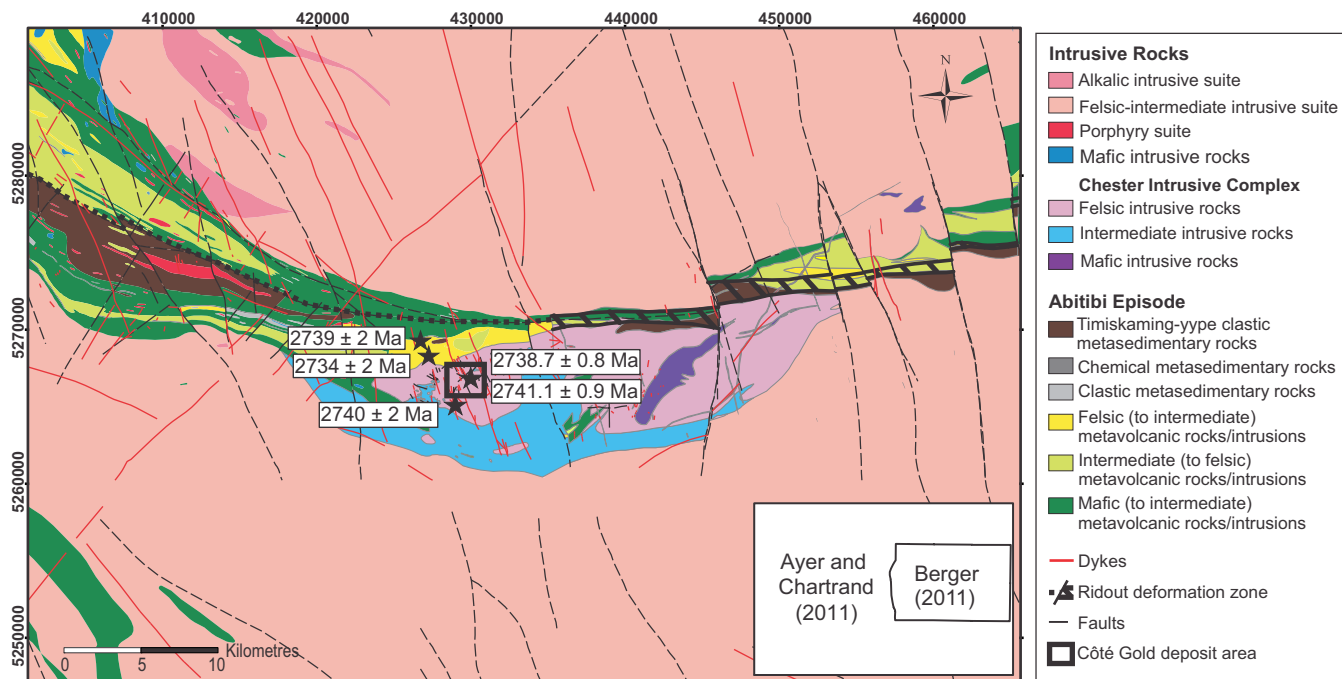 410000 420000 430000 440000 450000 460000
5280000
5270000
5260000
5250000
N
2739 ± 2 Ma
2734 ± 2 Ma
2740 ± 2 Ma
2738.7 ± 0.8 Ma
2741.1 ± 0.9 Ma
Ayer and
Chartrand
(2011)
Berger
(2011)
Kilometres
0 5 10
Intrusive Rocks
Alkalic intrusive suite
Felsic-intermediate intrusive suite
Porphyry suite
Mafic intrusive rocks
Chester Intrusive Complex
Felsic intrusive rocks
Intermediate intrusive rocks
Mafic intrusive rocks
Abitibi Episode
Timiskaming-yype clastic
metasedimentary rocks
Chemical metasedimentary rocks
Clastic metasedimentary rocks
Felsic (to intermediate)
metavolcanic rocks/intrusions
Intermediate (to felsic)
metavolcanic rocks/intrusions
Mafic (to intermediate)
metavolcanic rocks/intrusions
Dykes
Ridout deformation zone
Faults
Côté Gold deposit area